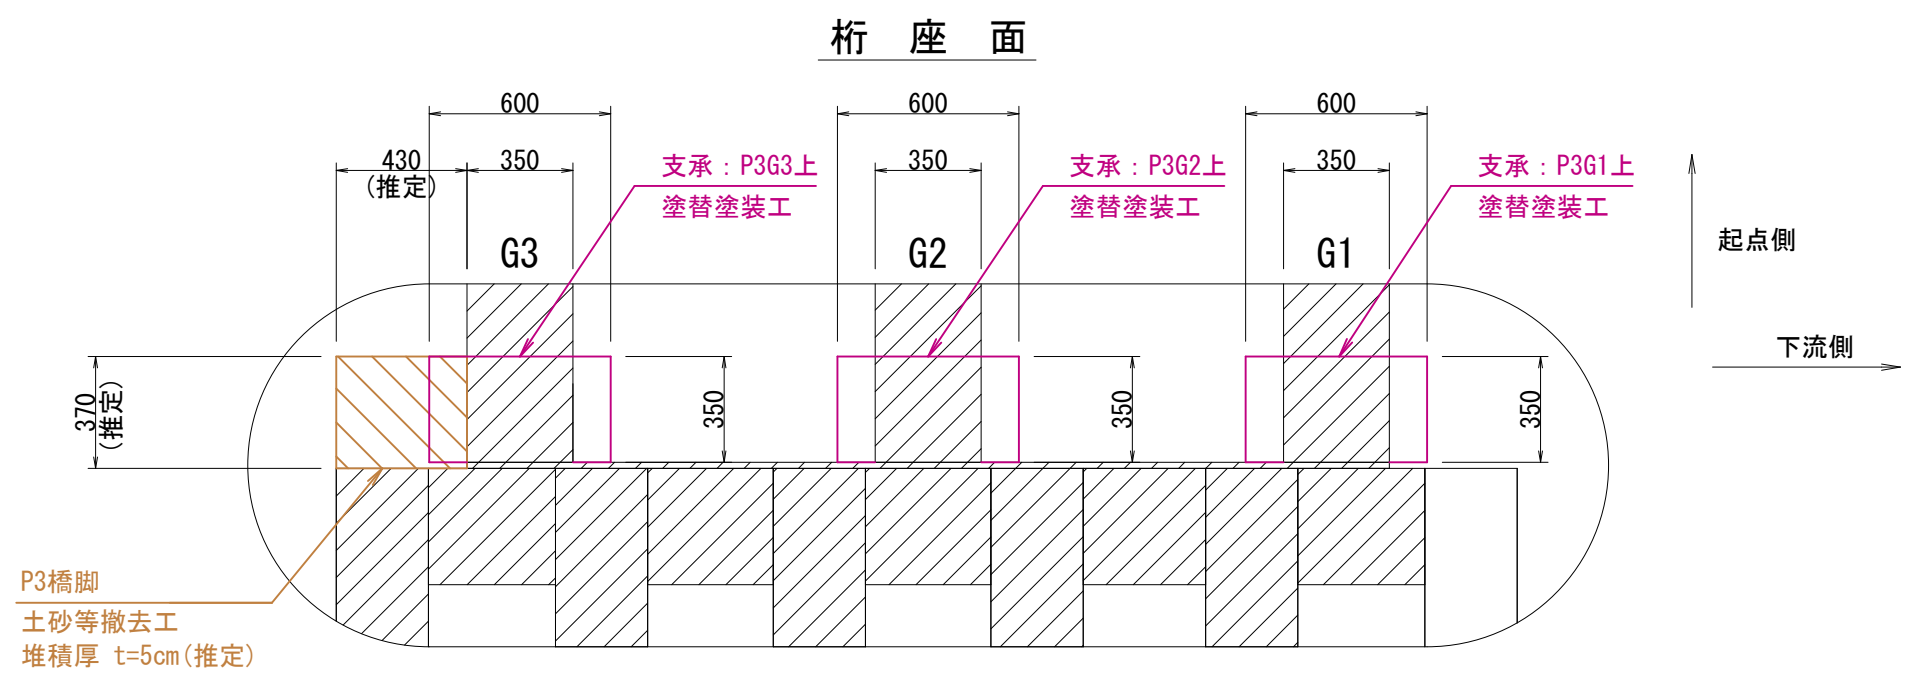 桁 座 面
600
600
600
430
(推定)
350
350
350
支承：P3G3上
塗替塗装工
支承：P3G2上
塗替塗装工
支承：P3G1上
塗替塗装工
G3
G2
G1
起点側
下流側
370
(推定)
350
350
350
P3橋脚
土砂等撤去工
堆積厚 t=5cm(推定)